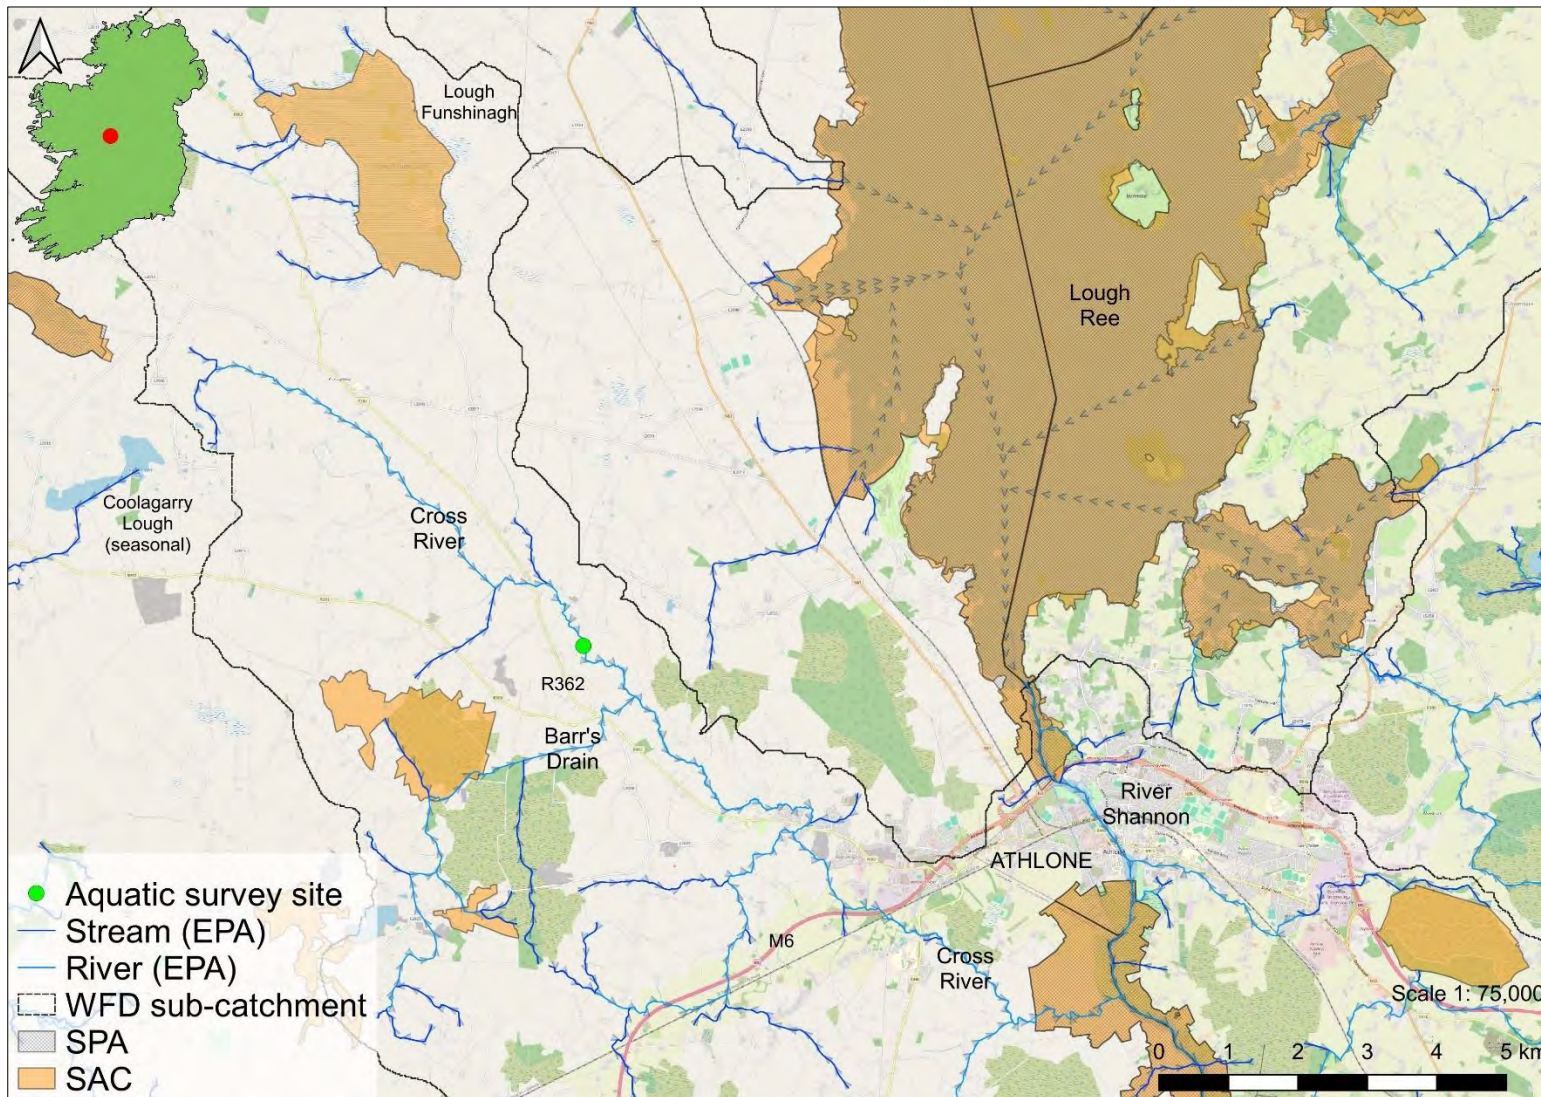 Lough
Funshinagh
Lough
Ree
Coolagarry
Lough
(seasonal)
Cross
River
R362
Barr's
Drain
River
Shannon
ATHLONE
M6
Cross
River
Aquatic survey site
Stream (EPA)
River (EPA)
WFD sub-catchment
SPA
SAC
Scale 1: 75,000
0 1 2 3 4 5 km